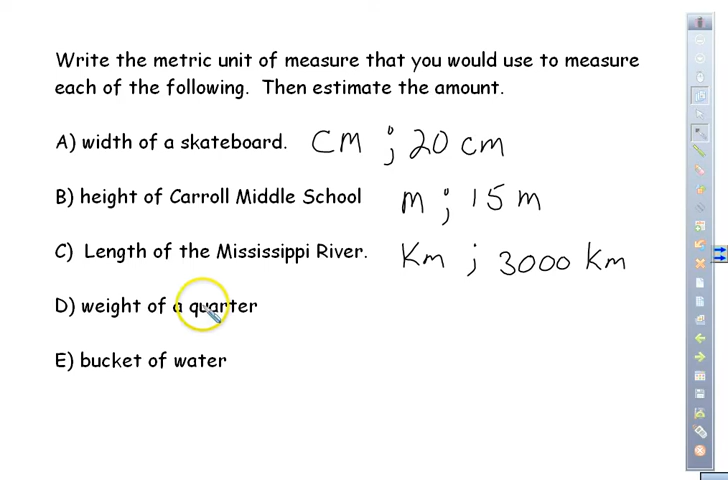 Write the metric unit of measure that you would use to measure
each of the following. Then estimate the amount.
A) width of a skateboard. CM ; 20 cm
B) height of Carroll Middle School m ; 15 m
C) Length of the Mississippi River. Km ; 3000 km
D) weight of a quarter
E) bucket of water